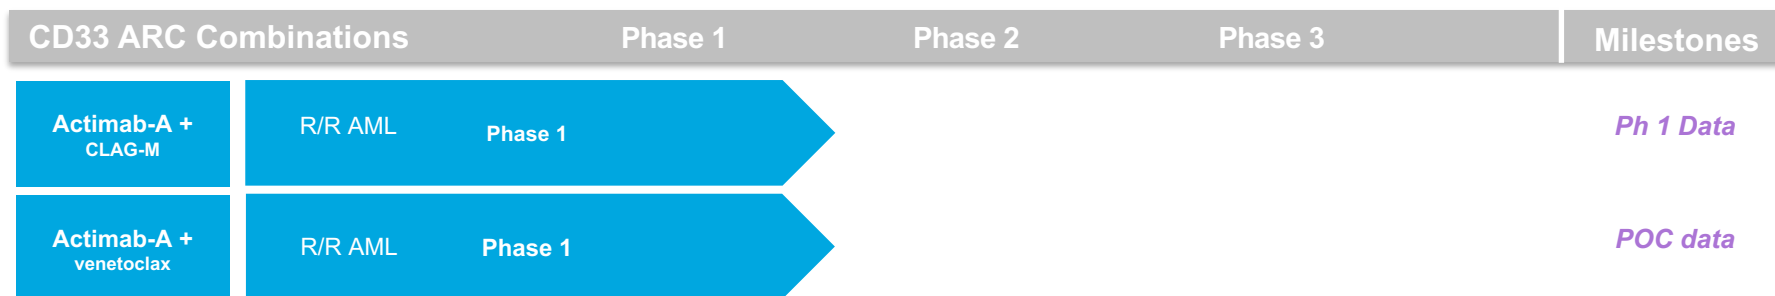 CD33 ARC Combinations Phase 1 Phase 2 Phase 3 Milestones
Actimab-A +
CLAG-M
R/R AML Phase 1
Ph 1 Data
Actimab-A +
venetoclax
R/R AML Phase 1
POC data